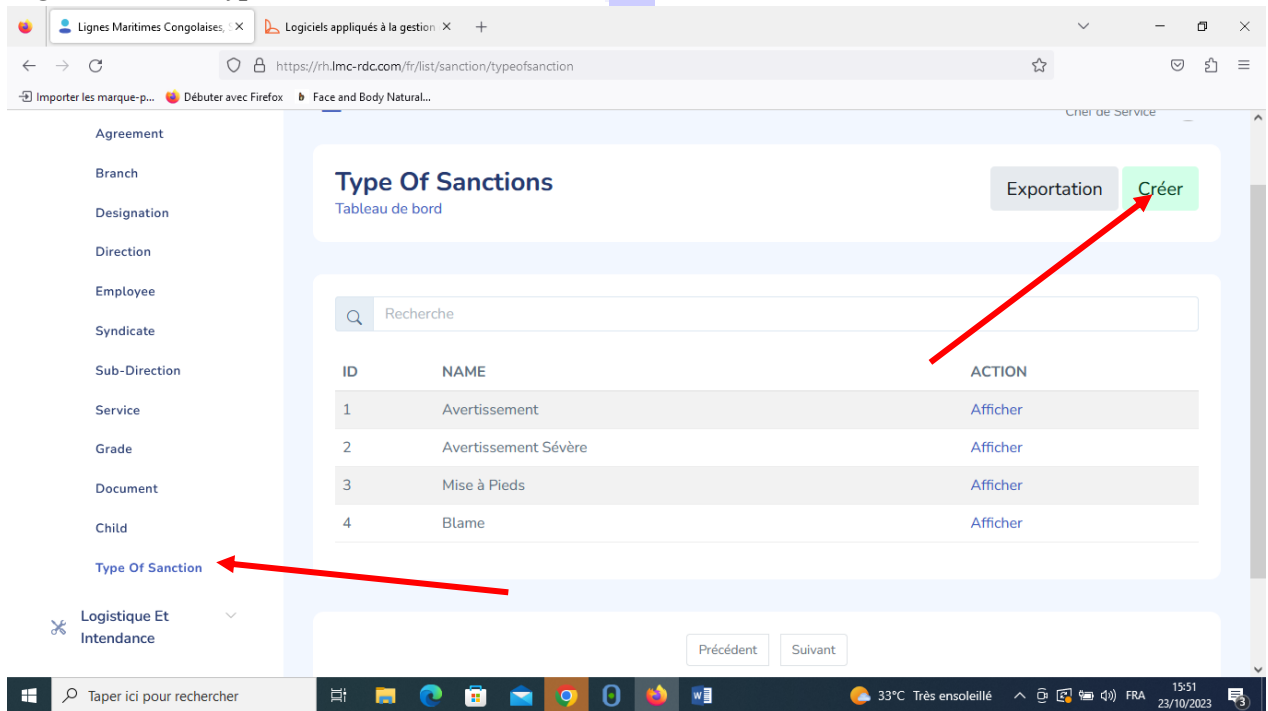 Lignes Maritimes Congolaises, S
Logiciels appliqués à la gestion
https://rh.lmc-rdc.com/fr/list/sanction/typeofsanction
Importer les marque-p... Débuter avec Firefox Face and Body Natural...
Chef de Service
Agreement
Branch
Designation
Direction
Employee
Syndicate
Sub-Direction
Service
Grade
Document
Child
Type Of Sanction
Logistique Et
Intendance
Type Of Sanctions
Tableau de bord
Exportation
Créer
Recherche
ID NAME ACTION
1 Avertissement Afficher
2 Avertissement Sévère Afficher
3 Mise à Pieds Afficher
4 Blame Afficher
Précédent Suivant
Taper ici pour rechercher
33°C Très ensoleillé
FRA
15:51
23/10/2023
3